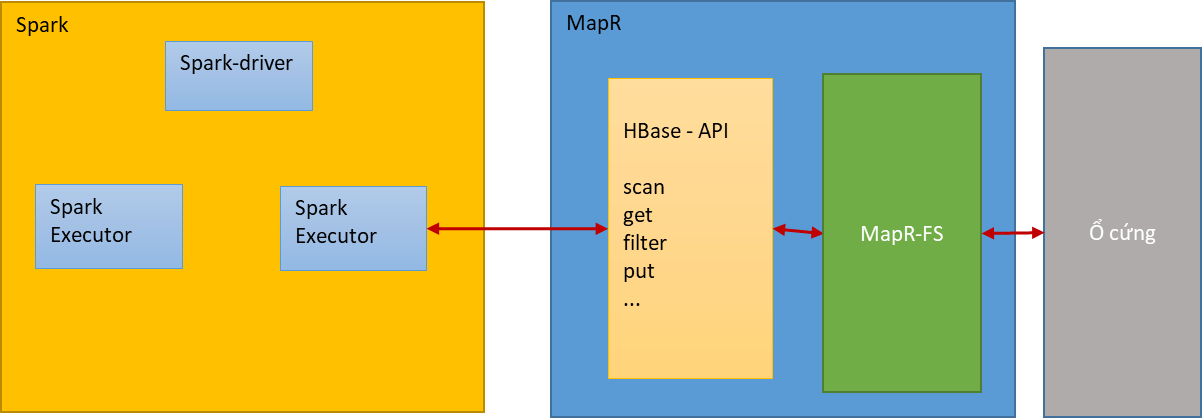 Spark
Spark-driver
Spark
Executor
Spark
Executor
MapR
HBase - API
scan
get
filter
put
...
MapR-FS
Ổ cứng